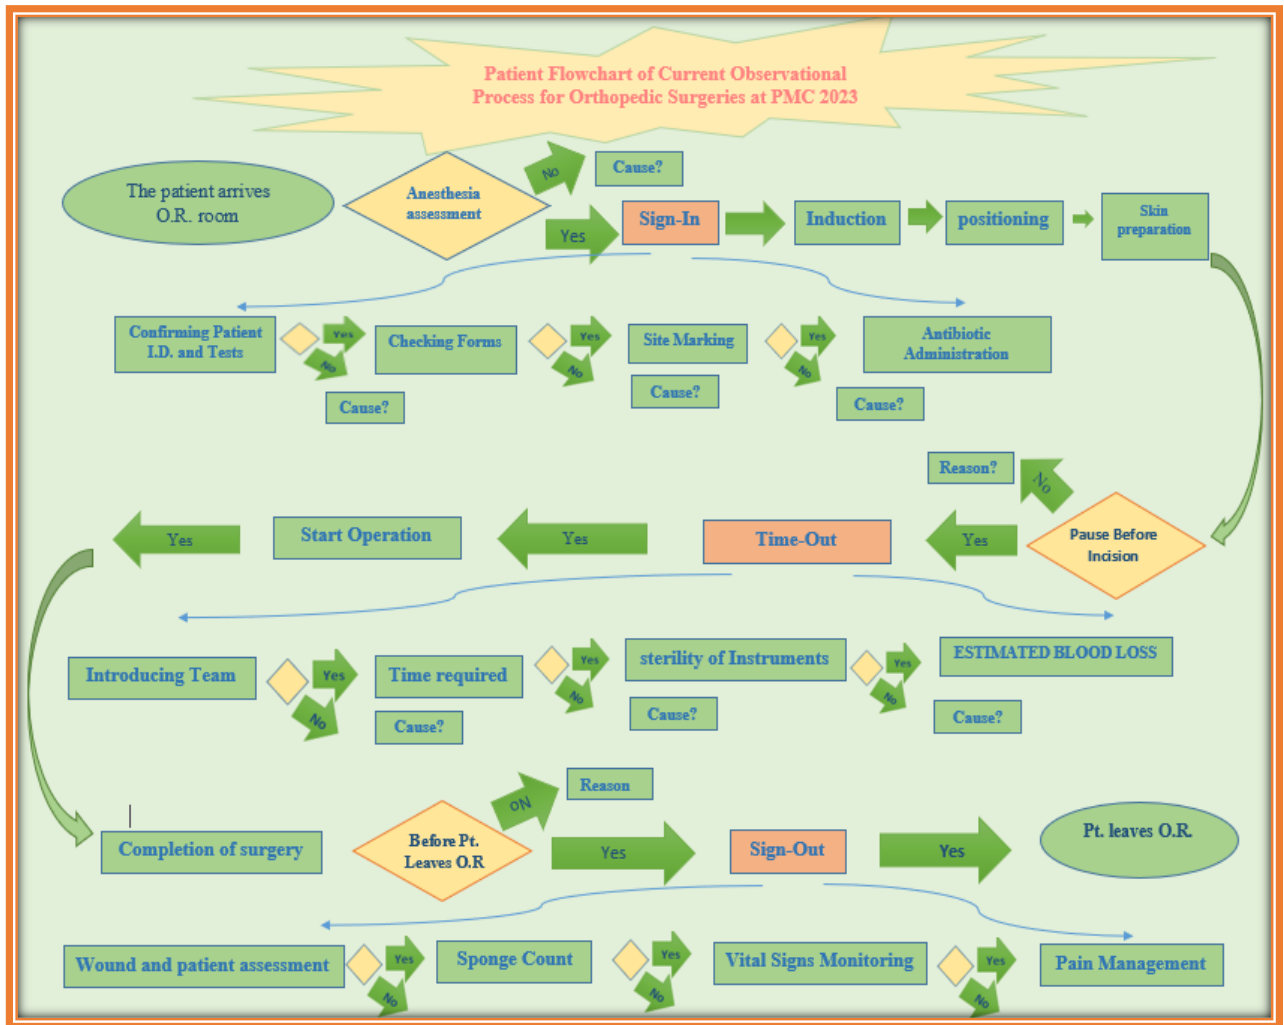 Patient Flowchart of Current Observational
Process for Orthopedic Surgeries at PMC 2023
The patient arrives
O.R. room
Anesthesia
assessment
No
Cause?
Yes
Sign-In
Induction
positioning
Skin
preparation
Confirming Patient
I.D. and Tests
Yes
No
Cause?
Checking Forms
Yes
No
Site Marking
Cause?
Yes
No
Cause?
Antibiotic
Administration
Reason?
No
Pause Before
Incision
Yes
Time-Out
Yes
Start Operation
Yes
Introducing Team
Yes
No
Time required
Cause?
Yes
No
sterility of Instruments
Cause?
Yes
No
ESTIMATED BLOOD LOSS
Cause?
Completion of surgery
Before Pt.
Leaves O.R
No
Reason
Yes
Sign-Out
Yes
Pt. leaves O.R.
Wound and patient assessment
Yes
No
Sponge Count
Yes
No
Vital Signs Monitoring
Yes
No
Pain Management